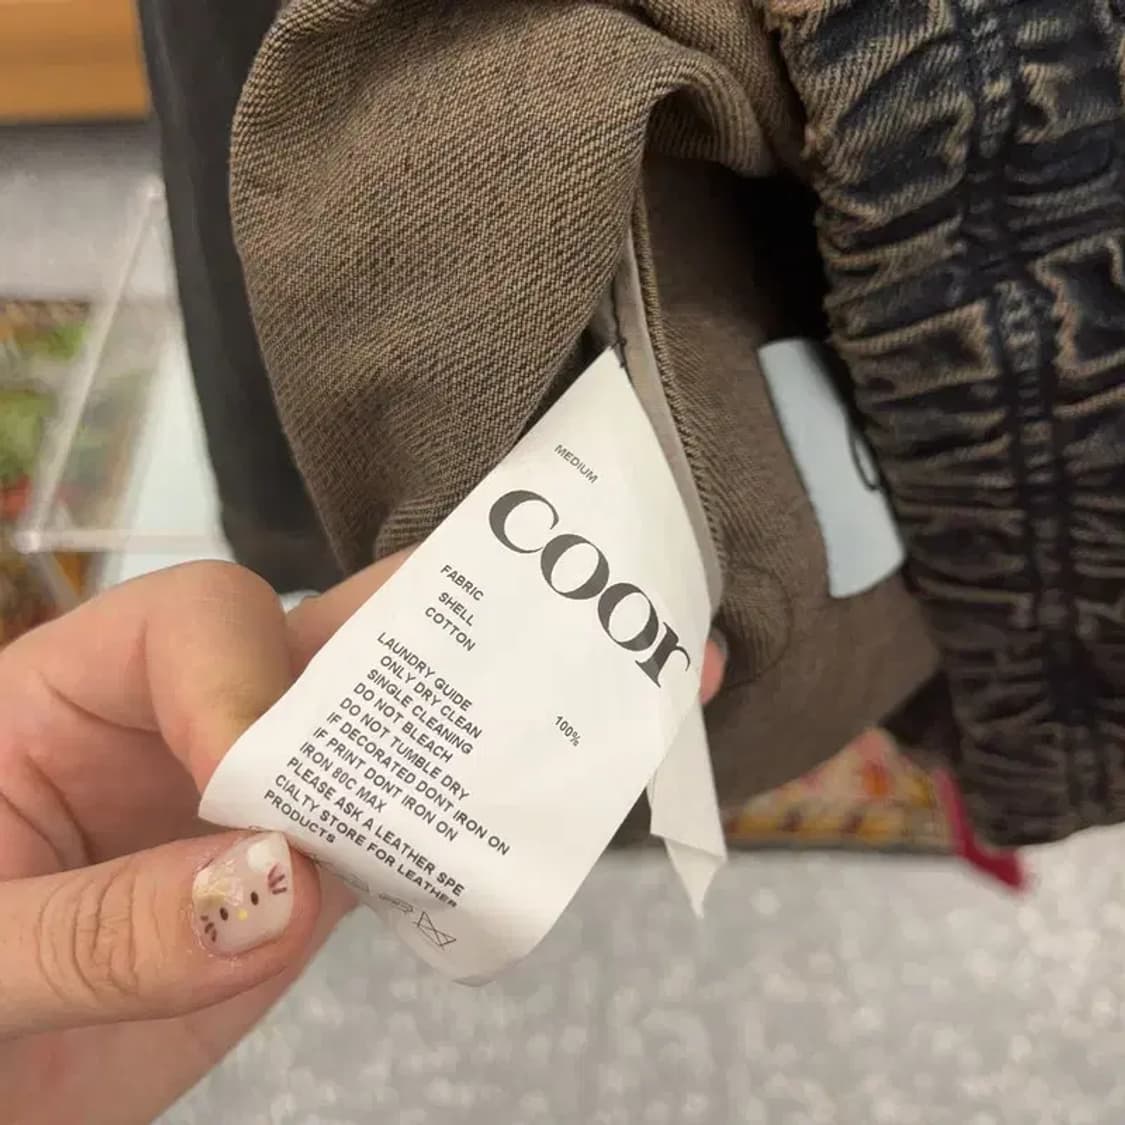 MEDIUM
coor
FABRIC
SHELL
COTTON 100%
LAUNDRY GUIDE
ONLY DRY CLEAN
SINGLE CLEANING
DO NOT BLEACH
DO NOT TUMBLE DRY
IF DECORATED DONT IRON ON
IF PRINT DONT IRON ON
IRON 80C MAX
PLEASE ASK A LEATHER SPE
CIALTY STORE FOR LEATHER
PRODUCTS